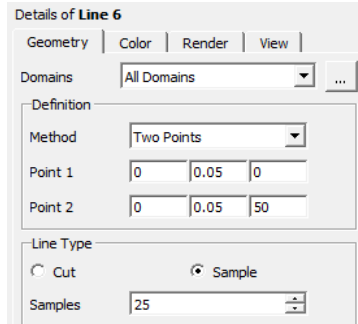 Details of Line 6
Geometry Color Render View
Domains All Domains ...
Definition
Method Two Points
Point 1 0 0.05 0
Point 2 0 0.05 50
Line Type
Cut Sample
Samples 25